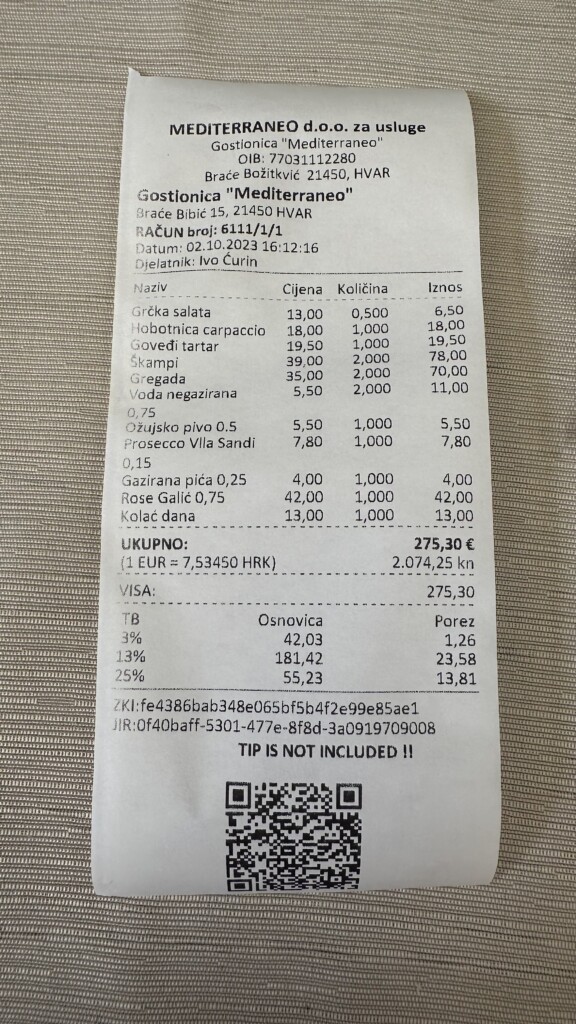 MEDITERRANEO d.o.o. za usluge
Gostionica "Mediterraneo"
OIB: 77031112280
Braće Božitkvić 21450, HVAR
Gostionica "Mediterraneo"
Braće Bibić 15, 21450 HVAR
RAČUN broj: 6111/1/1
Datum: 02.10.2023 16:12:16
Djelatnik: Ivo Ćurin
Naziv Cijena Količina Iznos
Grčka salata 13,00 0,500 6,50
Hobotnica carpaccio 18,00 1,000 18,00
Goveđi tartar 19,50 1,000 19,50
Škampi 39,00 2,000 78,00
Gregada 35,00 2,000 70,00
Voda negazirana 5,50 2,000 11,00
0,75
Ožujsko pivo 0.5 5,50 1,000 5,50
Prosecco VIla Sandi 7,80 1,000 7,80
0,15
Gazirana pića 0,25 4,00 1,000 4,00
Rose Galić 0,75 42,00 1,000 42,00
Kolać dana 13,00 1,000 13,00
UKUPNO: 275,30 €
(1 EUR = 7,53450 HRK) 2.074,25 kn
VISA: 275,30
TB Osnovica Porez
3% 42,03 1,26
13% 181,42 23,58
25% 55,23 13,81
ZKI:fe4386bab348e065bf5b4f2e99e85ae1
JIR:0f40baff-5301-477e-8f8d-3a0919709008
TIP IS NOT INCLUDED !!